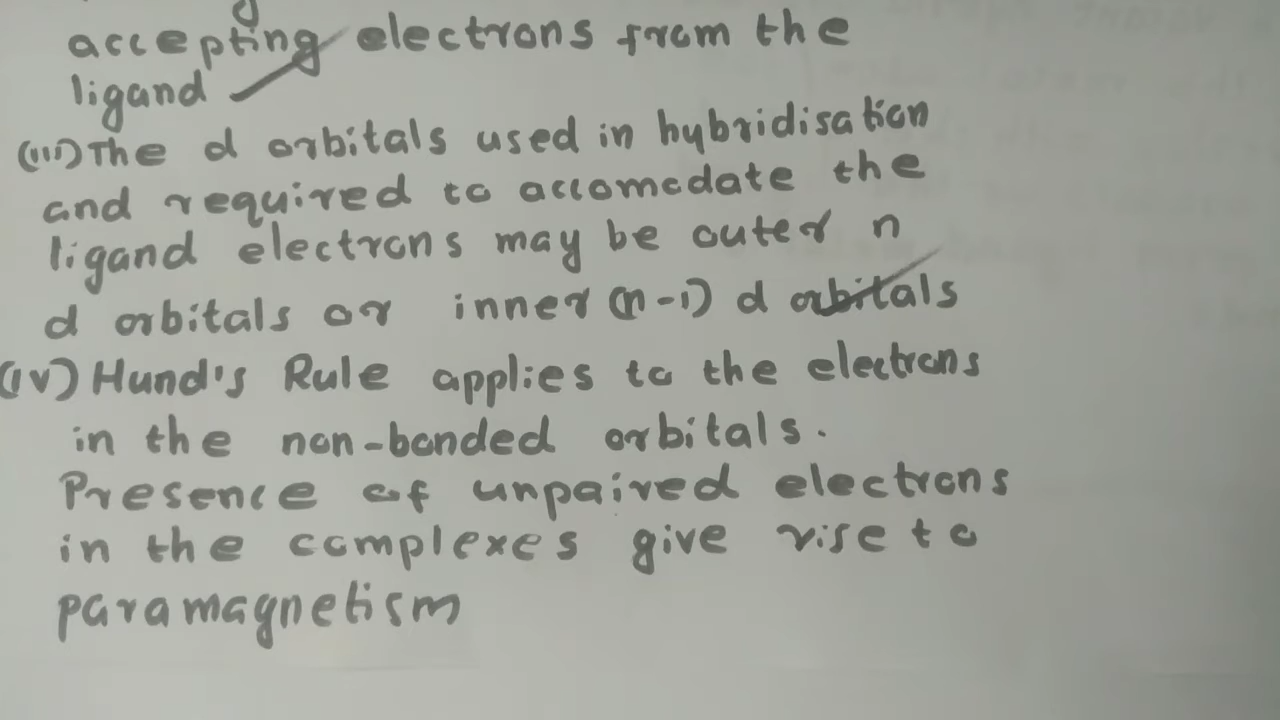 accepting electrons from the
ligand
(iii) The d orbitals used in hybridisation
and required to accomodate the
ligand electrons may be outer n
d orbitals or inner (n-1) d orbitals
(iv) Hund's Rule applies to the electrons
in the non-bonded orbitals.
Presence of unpaired electrons
in the complexes give rise to
paramagnetism